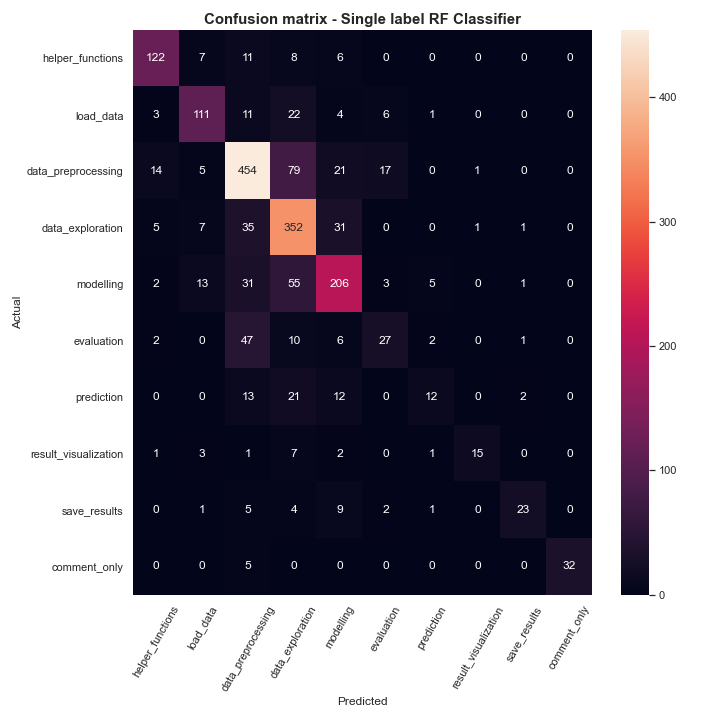 Confusion matrix - Single label RF Classifier
helper_functions 122 7 11 8 6 0 0 0 0 0
load_data 3 111 11 22 4 6 1 0 0 0
data_preprocessing 14 5 454 79 21 17 0 1 0 0
data_exploration 5 7 35 352 31 0 0 1 1 0
modelling 2 13 31 55 206 3 5 0 1 0
evaluation 2 0 47 10 6 27 2 0 1 0
prediction 0 0 13 21 12 0 12 0 2 0
result_visualization 1 3 1 7 2 0 1 15 0 0
save_results 0 1 5 4 9 2 1 0 23 0
comment_only 0 0 5 0 0 0 0 0 0 32
Actual
helper_functions load_data data_preprocessing data_exploration modelling evaluation prediction result_visualization save_results comment_only
Predicted
400
300
200
100
0